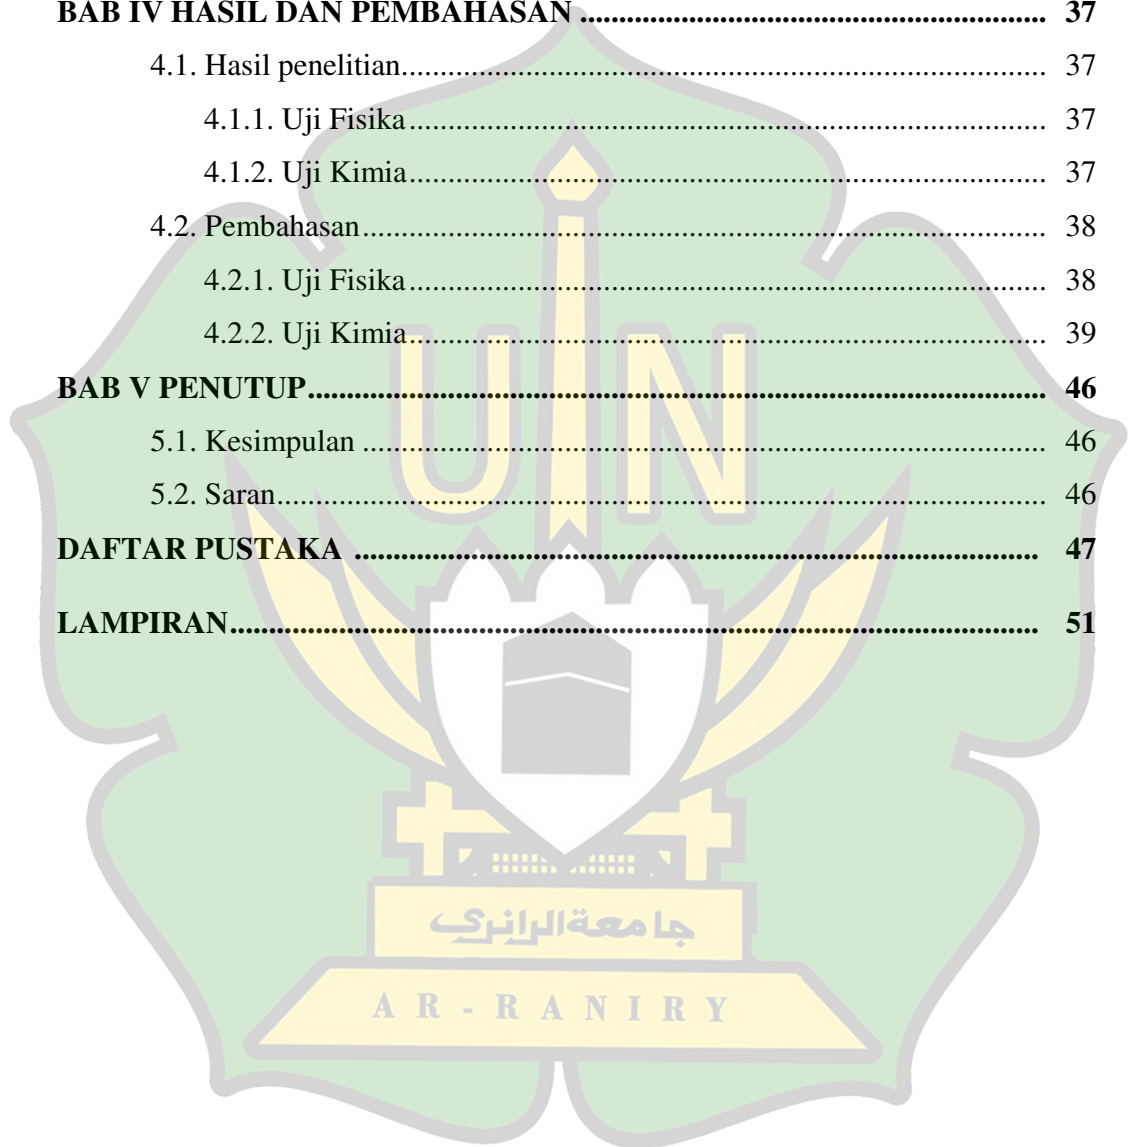 BAB IV HASIL DAN PEMBAHASAN ............................................................ 37
4.1. Hasil penelitian................................................................................... 37
4.1.1. Uji Fisika.................................................................................. 37
4.1.2. Uji Kimia.................................................................................. 37
4.2. Pembahasan........................................................................................ 38
4.2.1. Uji Fisika.................................................................................. 38
4.2.2. Uji Kimia.................................................................................. 39
BAB V PENUTUP............................................................................................... 46
5.1. Kesimpulan ........................................................................................ 46
5.2. Saran................................................................................................... 46
DAFTAR PUSTAKA ........................................................................................ 47
LAMPIRAN........................................................................................................ 51
UIN
جامعةالرانري
AR-RANIRY